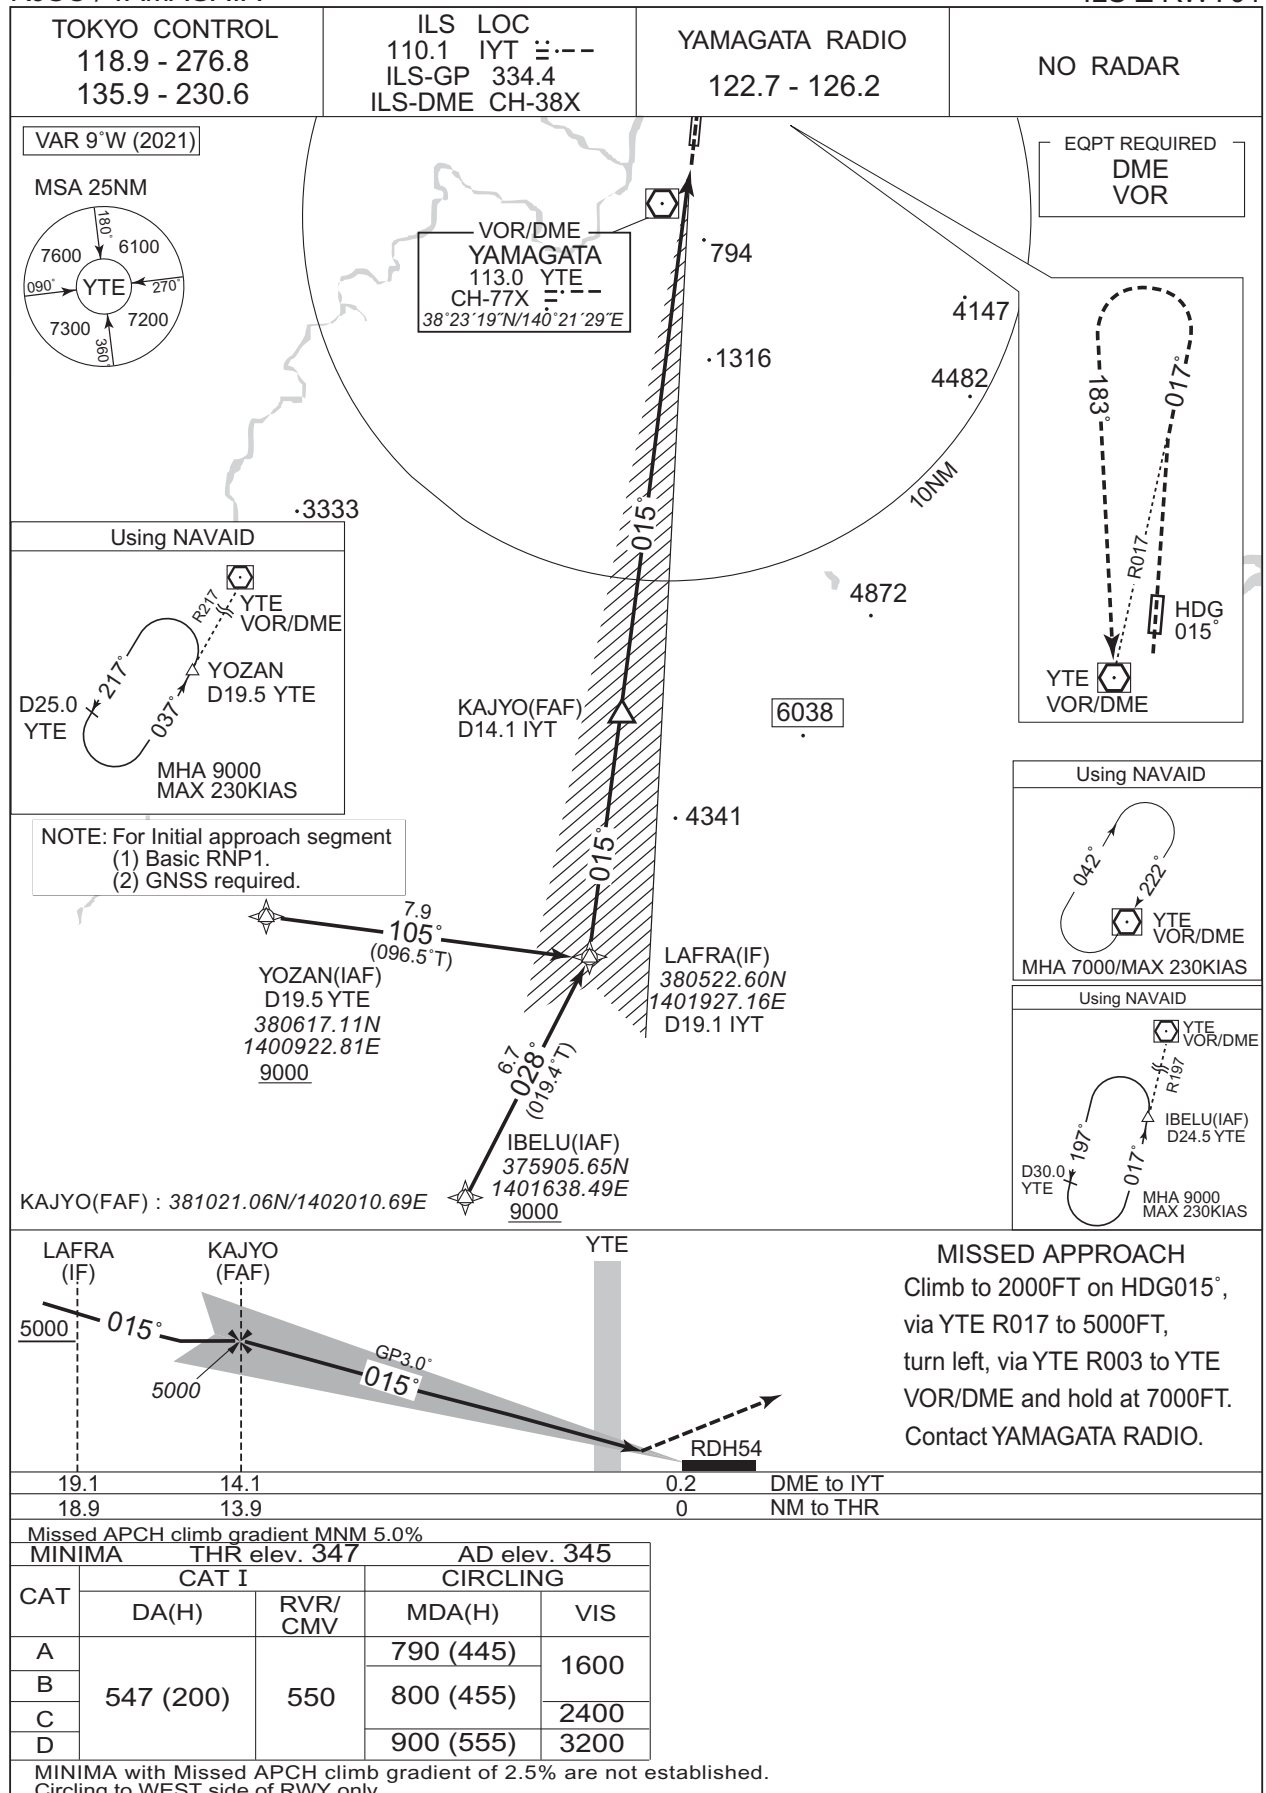 TOKYO CONTROL
118.9 - 276.8
135.9 - 230.6
ILS LOC
110.1 IYT
ILS-GP 334.4
ILS-DME CH-38X
YAMAGATA RADIO
122.7 - 126.2
NO RADAR
VAR 9°W (2021)
MSA 25NM
180°
7600
6100
090°
YTE
270°
7300
7200
360°
VOR/DME
YAMAGATA
113.0 YTE
CH-77X
38°23´19˝N/140°21´29˝E
794
1316
4147
4482
10NM
3333
4872
6038
4341
EQPT REQUIRED
DME
VOR
183°
017°
R017
HDG
015°
YTE
VOR/DME
Using NAVAID
R217
YTE
VOR/DME
217°
037°
YOZAN
D19.5 YTE
D25.0
YTE
MHA 9000
MAX 230KIAS
015°
KAJYO(FAF)
D14.1 IYT
015°
NOTE: For Initial approach segment
(1) Basic RNP1.
(2) GNSS required.
7.9
105°
(096.5°T)
YOZAN(IAF)
D19.5 YTE
380617.11N
1400922.81E
9000
LAFRA(IF)
380522.60N
1401927.16E
D19.1 IYT
6.7
028°
(019.4°T)
IBELU(IAF)
375905.65N
1401638.49E
9000
KAJYO(FAF) : 381021.06N/1402010.69E
Using NAVAID
042°
222°
YTE
VOR/DME
MHA 7000/MAX 230KIAS
Using NAVAID
YTE
VOR/DME
R197
IBELU(IAF)
D24.5 YTE
197°
017°
D30.0
YTE
MHA 9000
MAX 230KIAS
LAFRA
(IF)
KAJYO
(FAF)
YTE
5000
015°
5000
GP3.0°
015°
RDH54
19.1 14.1 0.2 DME to IYT
18.9 13.9 0 NM to THR
MISSED APPROACH
Climb to 2000FT on HDG015°,
via YTE R017 to 5000FT,
turn left, via YTE R003 to YTE
VOR/DME and hold at 7000FT.
Contact YAMAGATA RADIO.
Missed APCH climb gradient MNM 5.0%
MINIMA THR elev. 347 AD elev. 345
CAT
CAT I
CIRCLING
DA(H)
RVR/
CMV
MDA(H)
VIS
A
B
C
D
547 (200)
550
790 (445)
800 (455)
900 (555)
1600
2400
3200
MINIMA with Missed APCH climb gradient of 2.5% are not established.
Circling to WEST side of RWY only